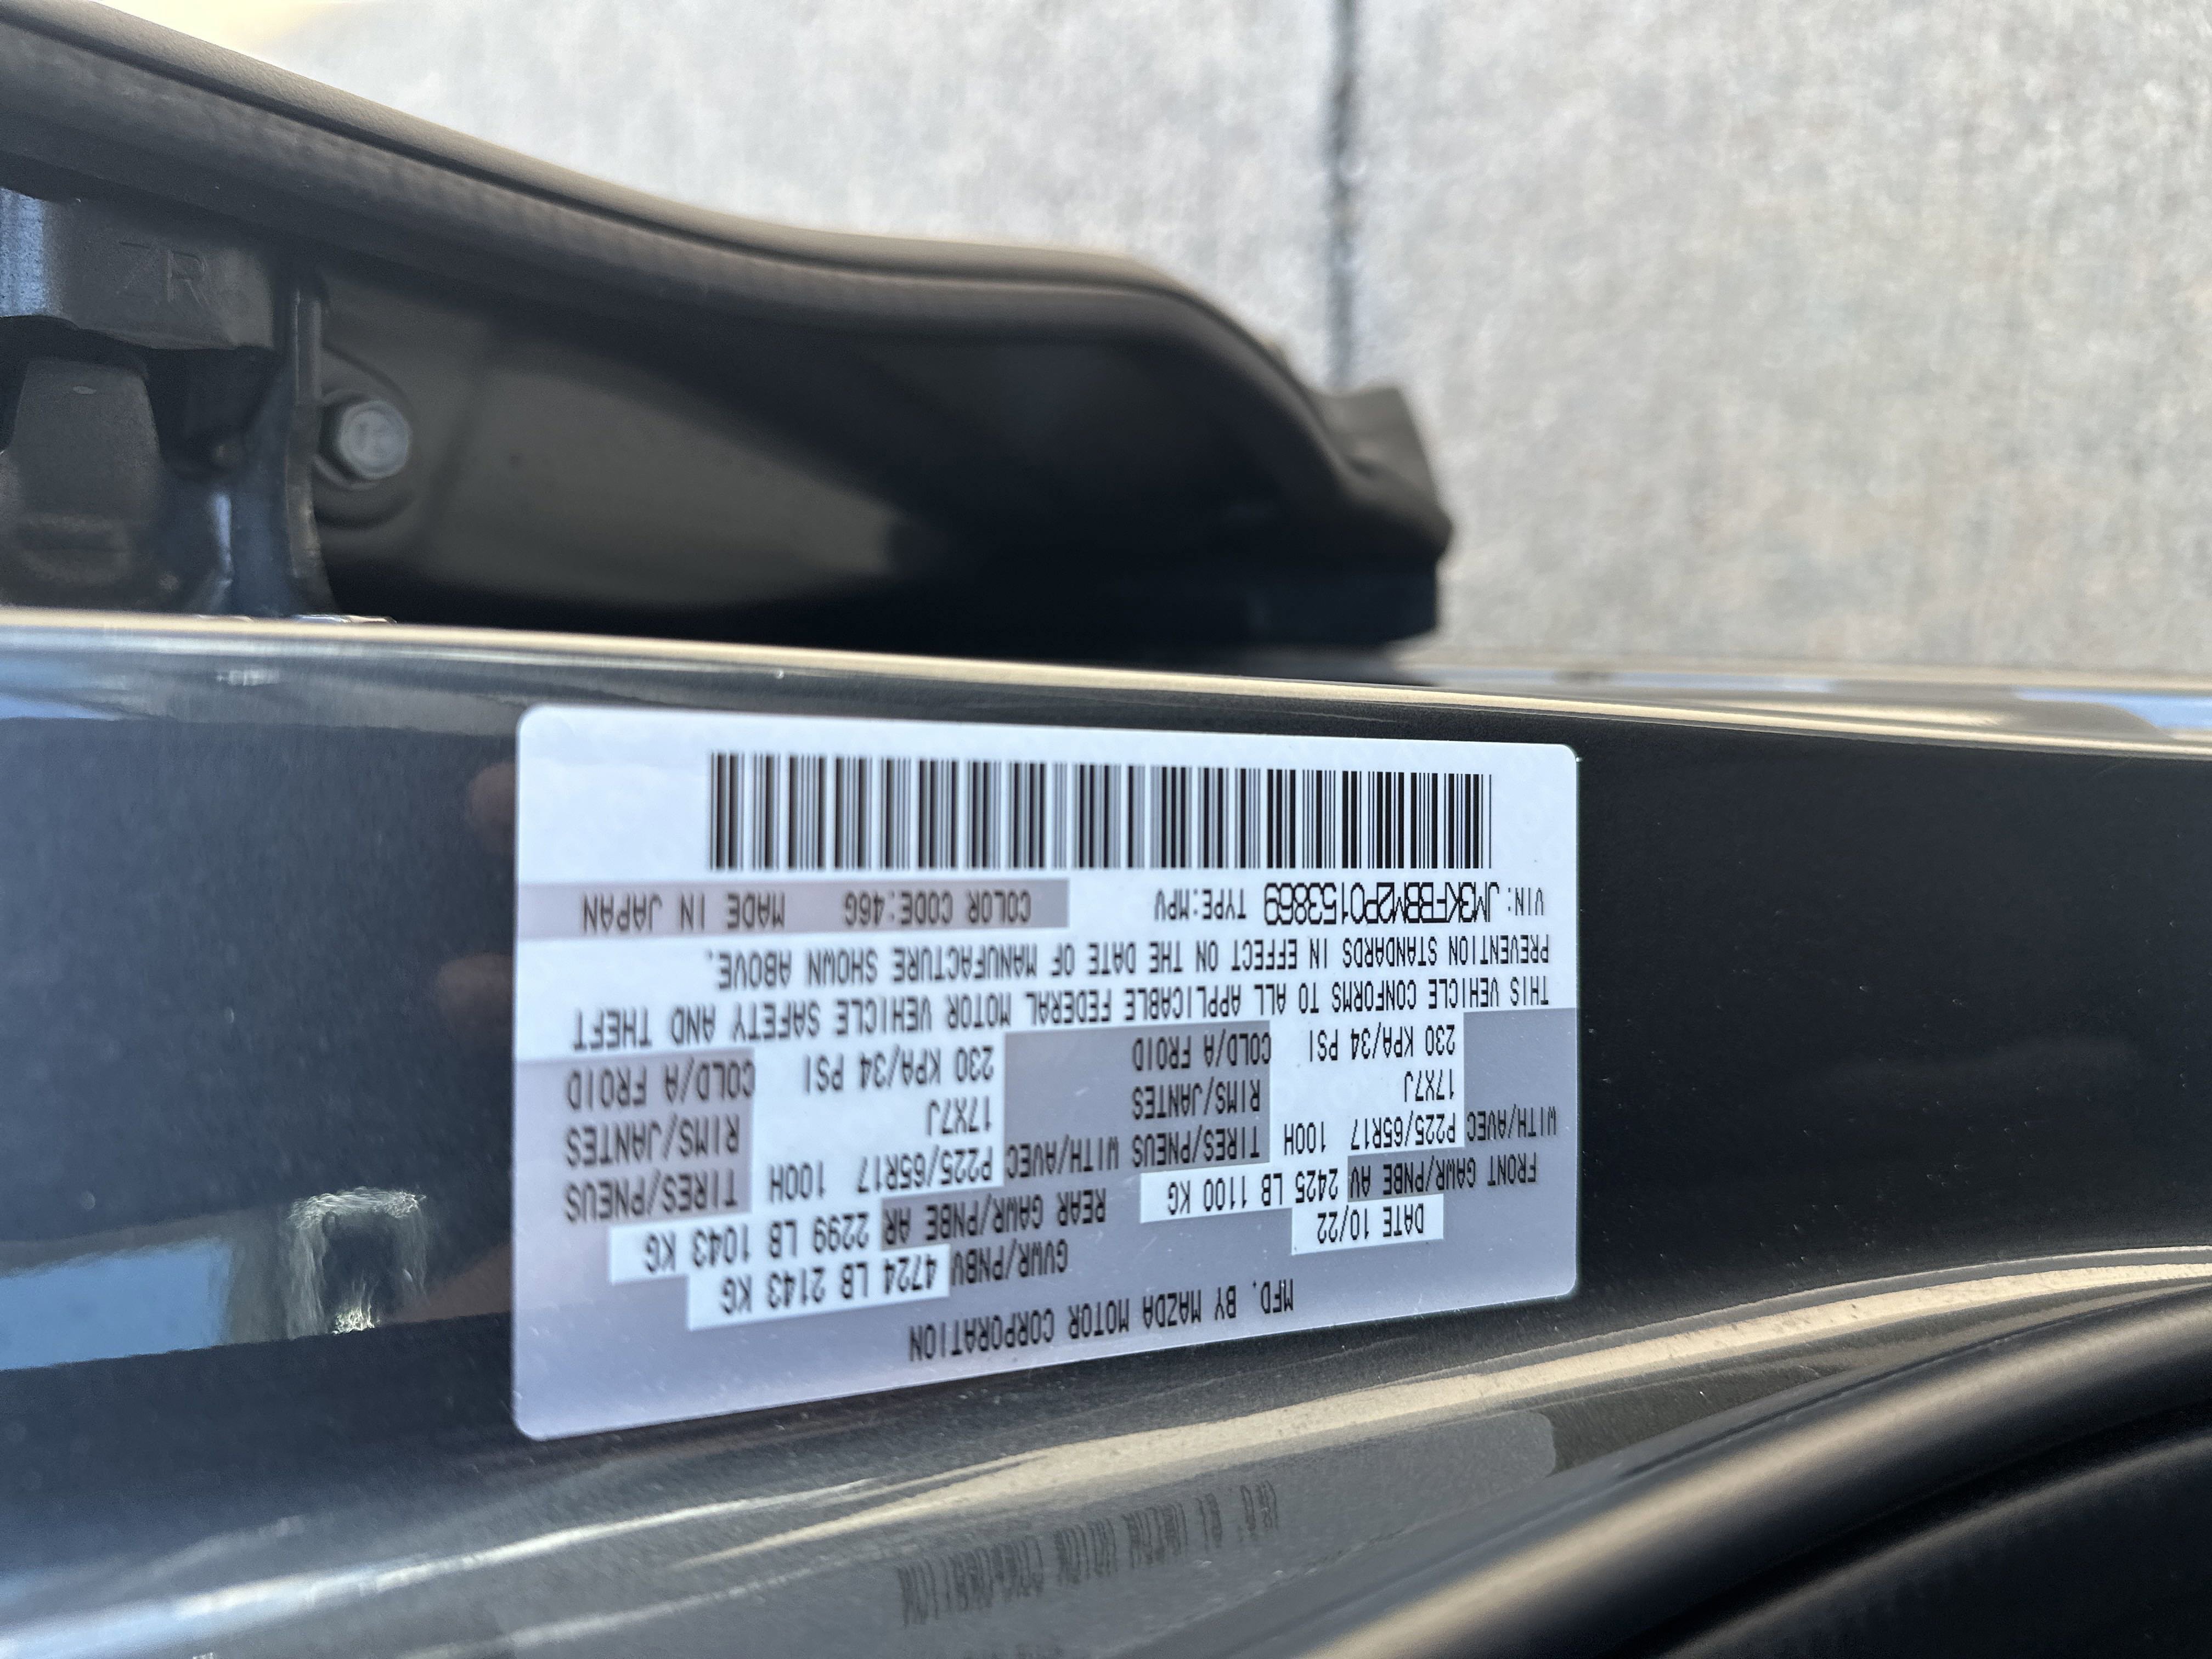 MFD. BY MAZDA MOTOR CORPORATION
DATE 10/22 GVWR/PNBV 4724 LB 2143 KG
FRONT GAWR/PNBE AV 2425 LB 1100 KG REAR GAWR/PNBE AR 2299 LB 1043 KG
WITH/AVEC P225/65R17 100H TIRES/PNEUS WITH/AVEC P225/65R17 100H TIRES/PNEUS
17X7J RIMS/JANTES 17X7J RIMS/JANTES
230 KPA/34 PSI COLD/A FROID 230 KPA/34 PSI COLD/A FROID
THIS VEHICLE CONFORMS TO ALL APPLICABLE FEDERAL MOTOR VEHICLE SAFETY AND THEFT
PREVENTION STANDARDS IN EFFECT ON THE DATE OF MANUFACTURE SHOWN ABOVE.
VIN: JM3KFBBM2P0153869 TYPE:MPV COLOR CODE:46G MADE IN JAPAN
ZR